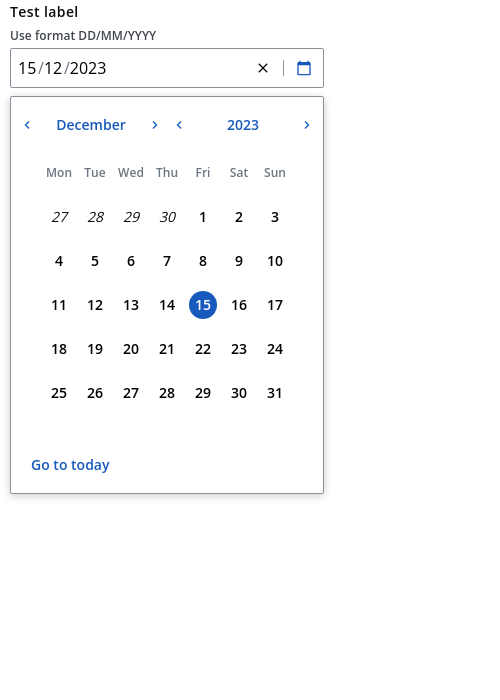 Test label
Use format DD/MM/YYYY
15/12/2023
December 2023
Mon Tue Wed Thu Fri Sat Sun
27 28 29 30 1 2 3
4 5 6 7 8 9 10
11 12 13 14 15 16 17
18 19 20 21 22 23 24
25 26 27 28 29 30 31
Go to today